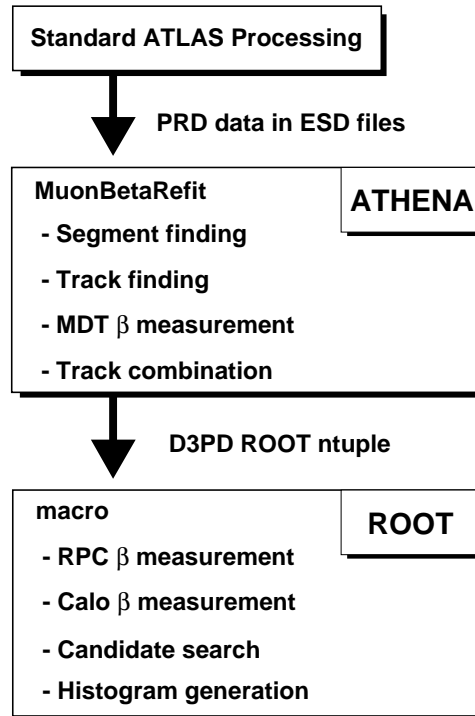 Standard ATLAS Processing
PRD data in ESD files
MuonBetaRefit
ATHENA
- Segment finding
- Track finding
- MDT β measurement
- Track combination
D3PD ROOT ntuple
macro
ROOT
- RPC β measurement
- Calo β measurement
- Candidate search
- Histogram generation